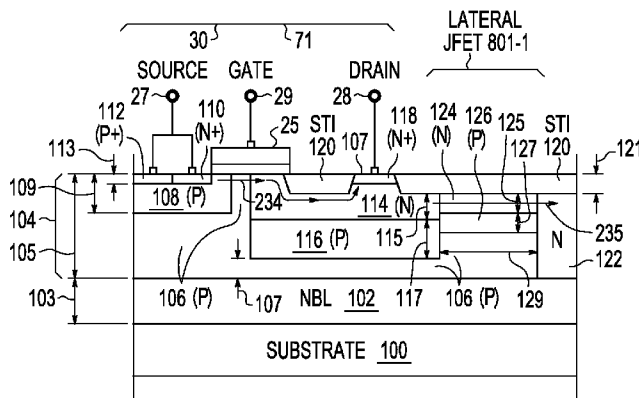 LATERAL
JFET 801-1
30 71
SOURCE GATE DRAIN
112 (P+) 27 110 (N+) 29 28
25 STI 120 107 118 (N+) 124 (N) 126 (P) 125 127 STI 120
113
109
104
105
103
108 (P)
234
114 (N)
115
116 (P)
117
121
235
N
122
106 (P)
107
106 (P)
129
NBL 102
SUBSTRATE 100